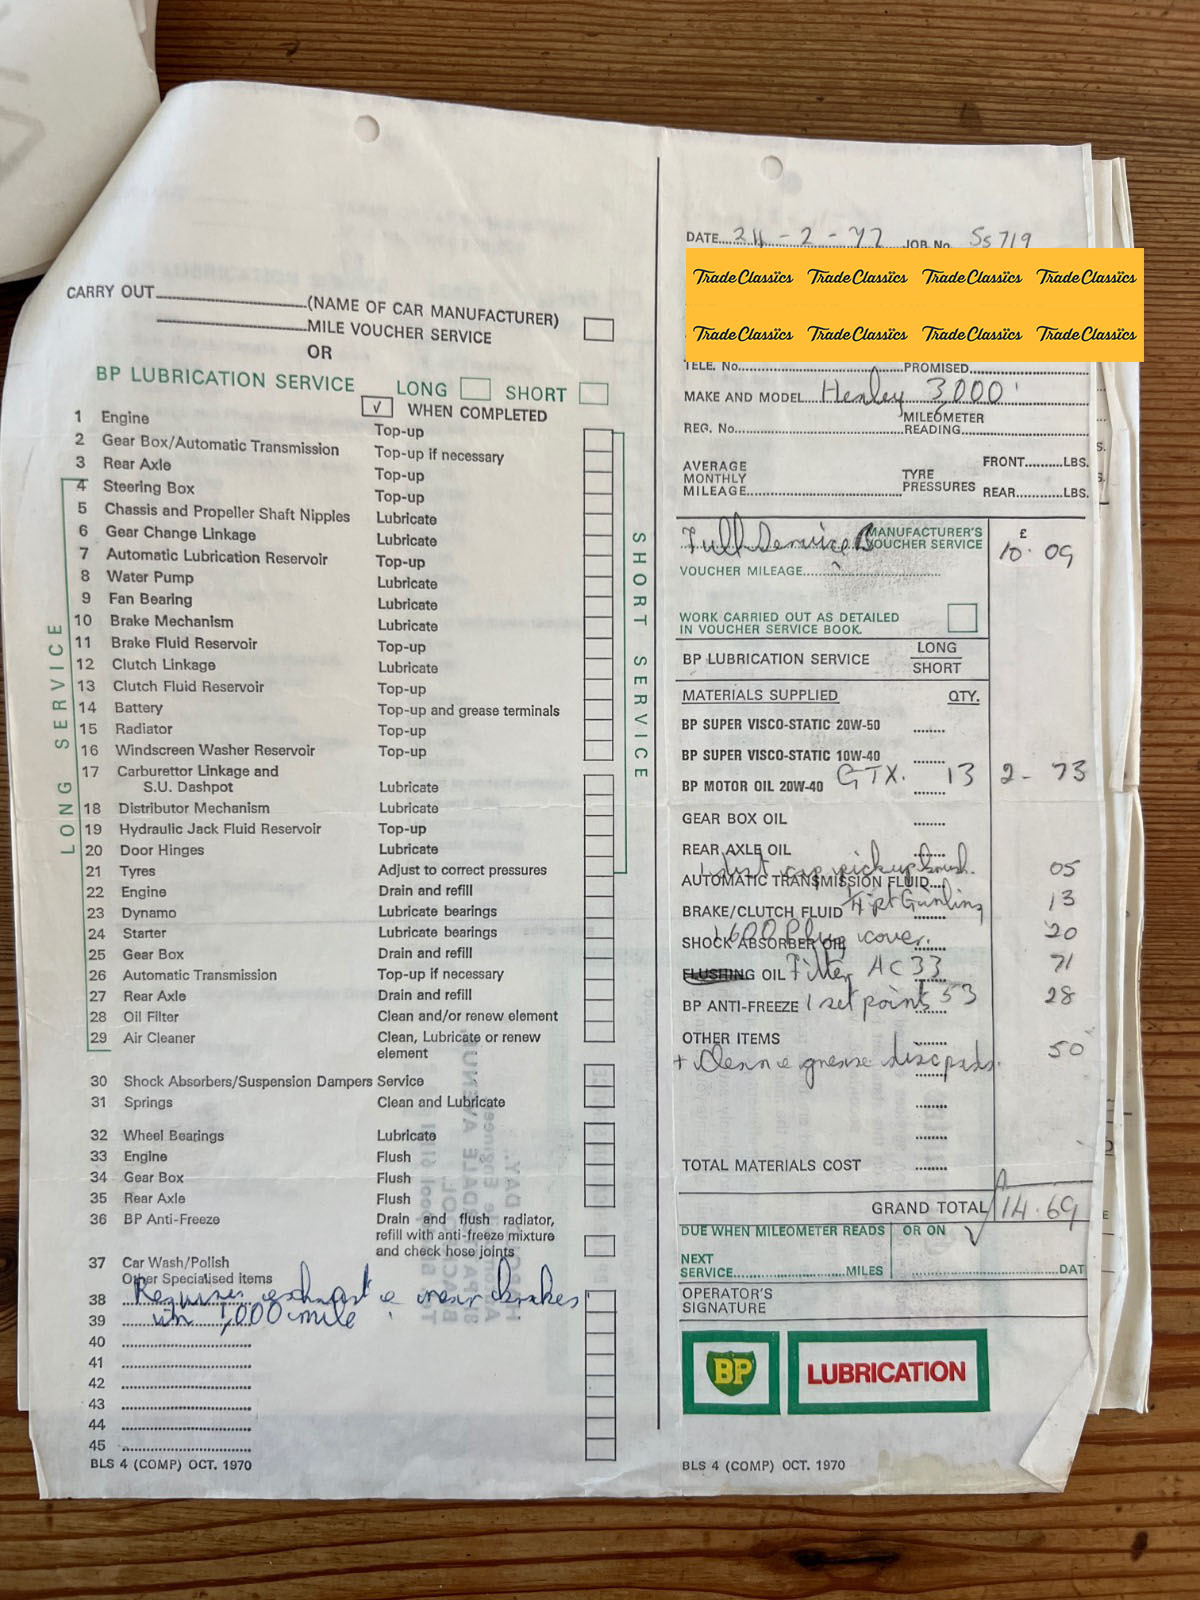 CARRY OUT (NAME OF CAR MANUFACTURER)
MILE VOUCHER SERVICE
OR
BP LUBRICATION SERVICE LONG SHORT
√ WHEN COMPLETED
1 Engine Top-up
2 Gear Box/Automatic Transmission Top-up if necessary
3 Rear Axle Top-up
4 Steering Box Top-up
5 Chassis and Propeller Shaft Nipples Lubricate
6 Gear Change Linkage Lubricate
7 Automatic Lubrication Reservoir Top-up
8 Water Pump Lubricate
9 Fan Bearing Lubricate
10 Brake Mechanism Lubricate
11 Brake Fluid Reservoir Top-up
12 Clutch Linkage Lubricate
13 Clutch Fluid Reservoir Top-up
14 Battery Top-up and grease terminals
15 Radiator Top-up
16 Windscreen Washer Reservoir Top-up
17 Carburettor Linkage and
S.U. Dashpot Lubricate
18 Distributor Mechanism Lubricate
19 Hydraulic Jack Fluid Reservoir Top-up
20 Door Hinges Lubricate
21 Tyres Adjust to correct pressures
22 Engine Drain and refill
23 Dynamo Lubricate bearings
24 Starter Lubricate bearings
25 Gear Box Drain and refill
26 Automatic Transmission Top-up if necessary
27 Rear Axle Drain and refill
28 Oil Filter Clean and/or renew element
29 Air Cleaner Clean, Lubricate or renew
element
LONG SERVICE
SHORT SERVICE
30 Shock Absorbers/Suspension Dampers Service
31 Springs Clean and Lubricate
32 Wheel Bearings Lubricate
33 Engine Flush
34 Gear Box Flush
35 Rear Axle Flush
36 BP Anti-Freeze Drain and flush radiator,
refill with anti-freeze mixture
and check hose joints
37 Car Wash/Polish
Other Specialised items
38 Requires exhaust e rear brakes
39 in 1,000 mile
40
41
42
43
44
45
BLS 4 (COMP) OCT. 1970
DATE 24-2-72 JOB No. Ss 719
Trade Classics Trade Classics Trade Classics Trade Classics
Trade Classics Trade Classics Trade Classics Trade Classics
TELE. No. PROMISED
MAKE AND MODEL Henley 3,000
REG. No. MILEOMETER
READING
AVERAGE
MONTHLY
MILEAGE
TYRE
PRESSURES
FRONT LBS.
REAR LBS.
Full Service MANUFACTURER'S
VOUCHER SERVICE £ 10.09
VOUCHER MILEAGE
WORK CARRIED OUT AS DETAILED
IN VOUCHER SERVICE BOOK.
BP LUBRICATION SERVICE LONG
SHORT
MATERIALS SUPPLIED QTY.
BP SUPER VISCO-STATIC 20W-50
BP SUPER VISCO-STATIC 10W-40
BP MOTOR OIL 20W-40 GTX. 13 2-73
GEAR BOX OIL
REAR AXLE OIL
1 dist cap pickup brush. 05
AUTOMATIC TRANSMISSION FLUID
BRAKE/CLUTCH FLUID 13
Plug cover. 20
SHOCK ABSORBER OIL
FLUSHING OIL Filter AC 33 71
BP ANTI-FREEZE 1 set points 53 28
OTHER ITEMS
+ Clean e grease disc pads. 50
TOTAL MATERIALS COST
GRAND TOTAL 14.69
DUE WHEN MILEOMETER READS OR ON
NEXT
SERVICE MILES DAT
OPERATOR'S
SIGNATURE
BP LUBRICATION
BLS 4 (COMP) OCT. 1970